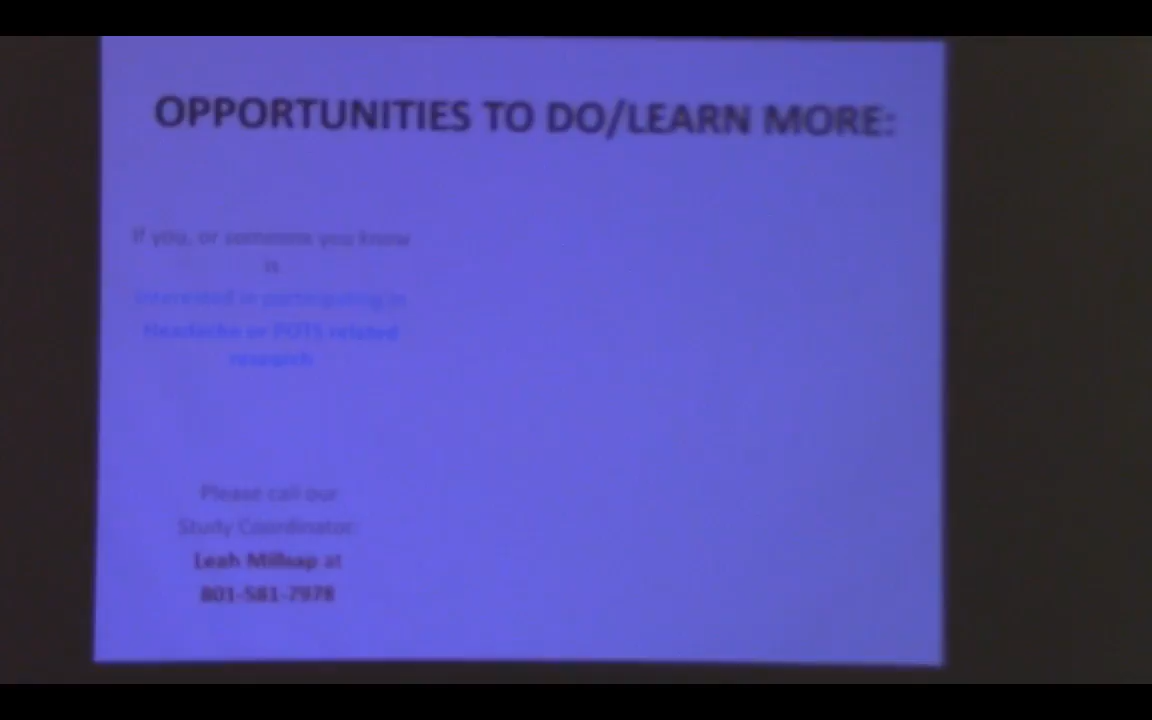 OPPORTUNITIES TO DO/LEARN MORE:
If you, or someone you know
is
interested in participating in
Headache or POTS related
research
Please call our
Study Coordinator:
Leah Millsap at
801-581-7978